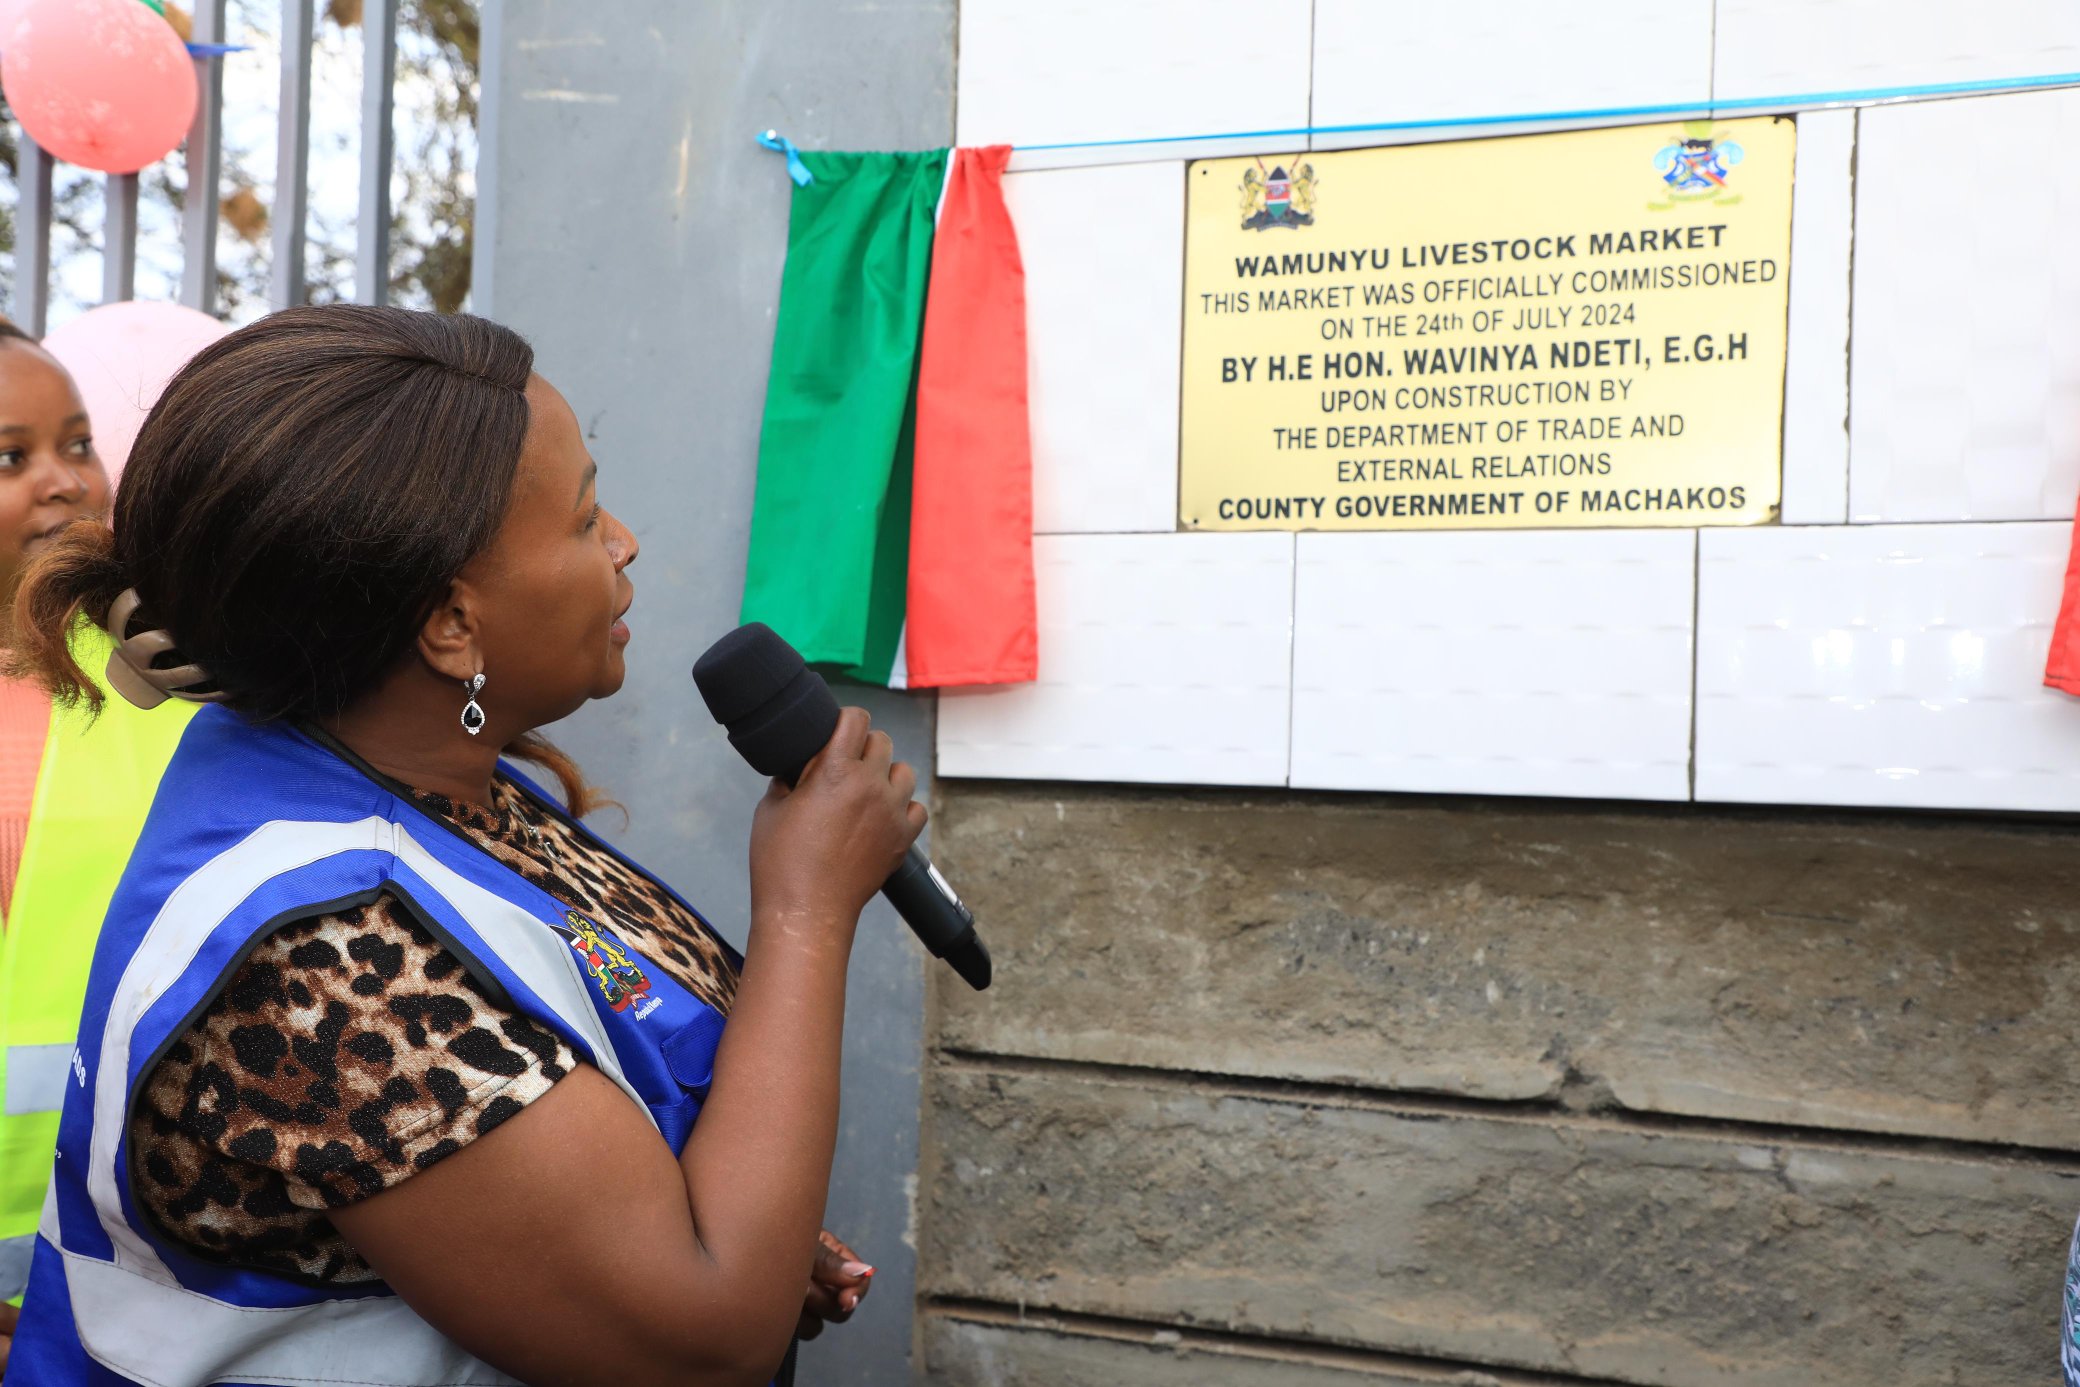 WAMUNYU LIVESTOCK MARKET
THIS MARKET WAS OFFICIALLY COMMISSIONED
ON THE 24th OF JULY 2024
BY H.E HON. WAVINYA NDETI, E.G.H
UPON CONSTRUCTION BY
THE DEPARTMENT OF TRADE AND
EXTERNAL RELATIONS
COUNTY GOVERNMENT OF MACHAKOS